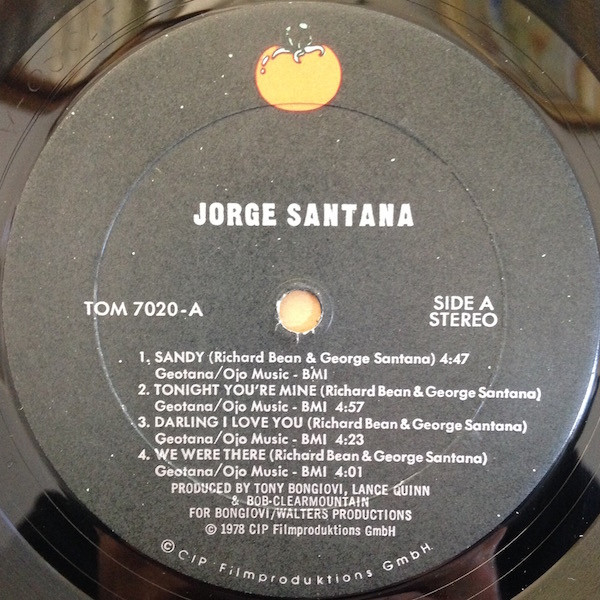 JORGE SANTANA
TOM 7020-A
SIDE A
STEREO
1. SANDY (Richard Bean & George Santana) 4:47
Geotana/Ojo Music - BMI
2. TONIGHT YOU'RE MINE (Richard Bean & George Santana)
Geotana/Ojo Music - BMI 4:57
3. DARLING I LOVE YOU (Richard Bean & George Santana)
Geotana/Ojo Music - BMI 4:23
4. WE WERE THERE (Richard Bean & George Santana)
Geotana/Ojo Music - BMI 4:01
PRODUCED BY TONY BONGIOVI, LANCE QUINN
& BOB CLEARMOUNTAIN
FOR BONGIOVI/WALTERS PRODUCTIONS
© 1978 CIP Filmproduktions GmbH
© CIP Filmproduktions GmbH.